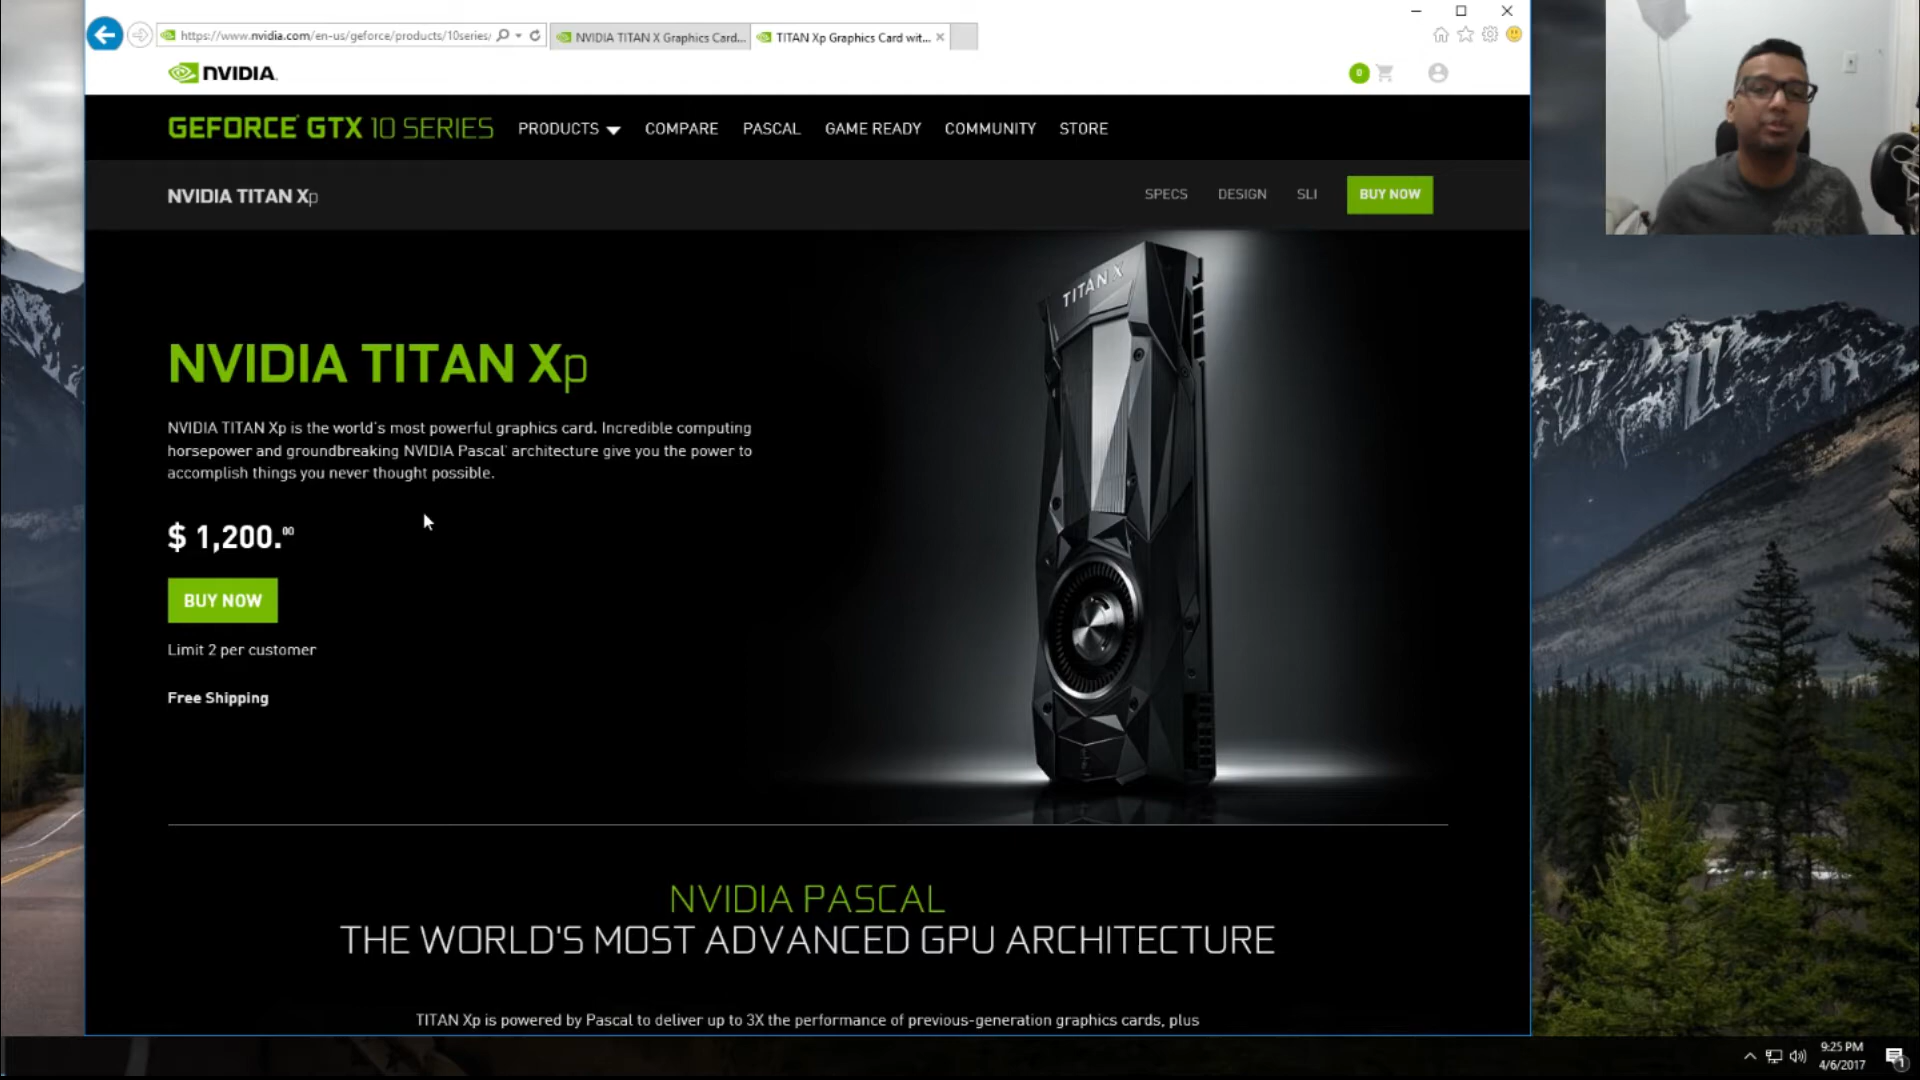 https://www.nvidia.com/en-us/geforce/products/10series/
NVIDIA TITAN X Graphics Card...
TITAN Xp Graphics Card wit...
NVIDIA.
0
GEFORCE GTX 10 SERIES
PRODUCTS
COMPARE
PASCAL
GAME READY
COMMUNITY
STORE
NVIDIA TITAN Xp
SPECS
DESIGN
SLI
BUY NOW
TITAN X
NVIDIA TITAN Xp
NVIDIA TITAN Xp is the world's most powerful graphics card. Incredible computing
horsepower and groundbreaking NVIDIA Pascal™ architecture give you the power to
accomplish things you never thought possible.
$ 1,200.00
BUY NOW
Limit 2 per customer
Free Shipping
NVIDIA PASCAL
THE WORLD'S MOST ADVANCED GPU ARCHITECTURE
TITAN Xp is powered by Pascal to deliver up to 3X the performance of previous-generation graphics cards, plus
9:25 PM
4/6/2017
1